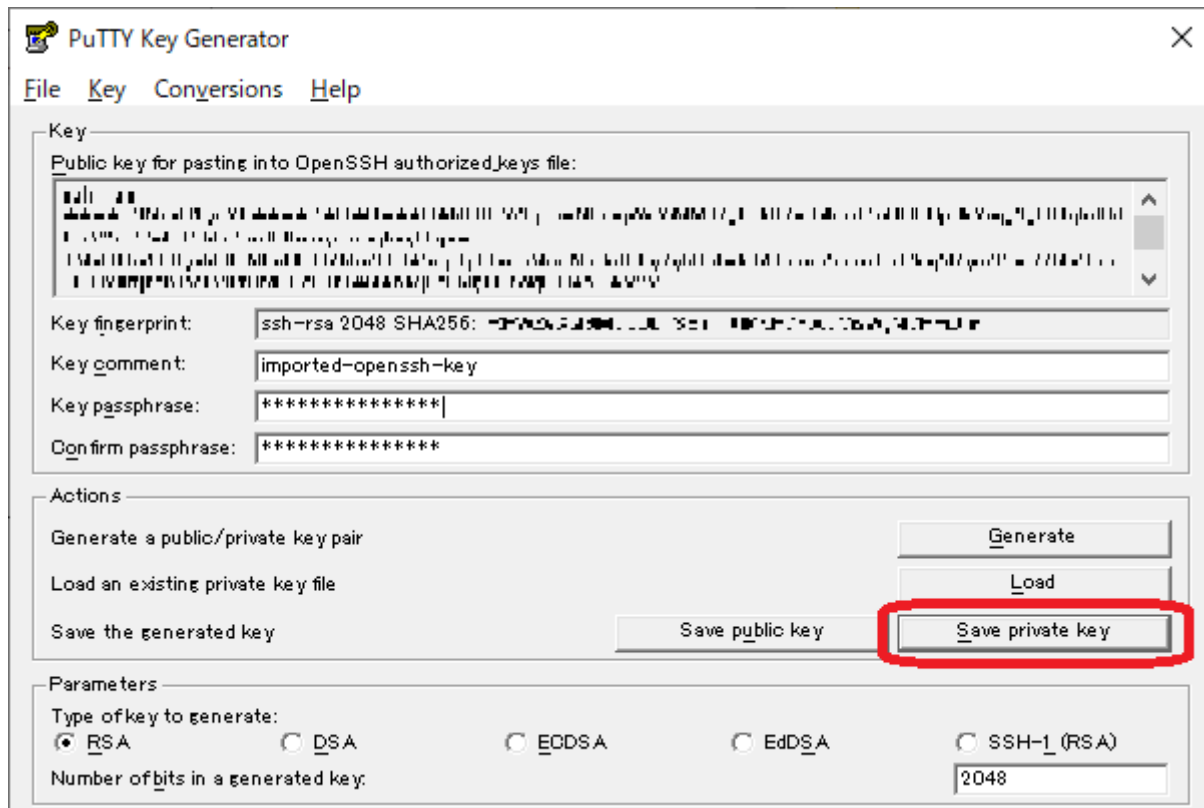 PuTTY Key Generator
File Key Conversions Help
Key
Public key for pasting into OpenSSH authorized_keys file:
Key fingerprint: ssh-rsa 2048 SHA256:
Key comment: imported-openssh-key
Key passphrase: ***************
Confirm passphrase: ***************
Actions
Generate a public/private key pair Generate
Load an existing private key file Load
Save the generated key Save public key Save private key
Parameters
Type of key to generate:
RSA DSA ECDSA EdDSA SSH-1 (RSA)
Number of bits in a generated key: 2048